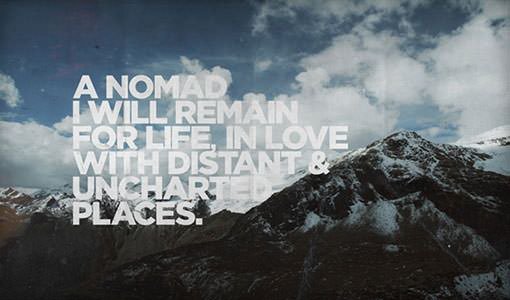 A NOMAD
I WILL REMAIN
FOR LIFE, IN LOVE
WITH DISTANT &
UNCHARTED
PLACES.